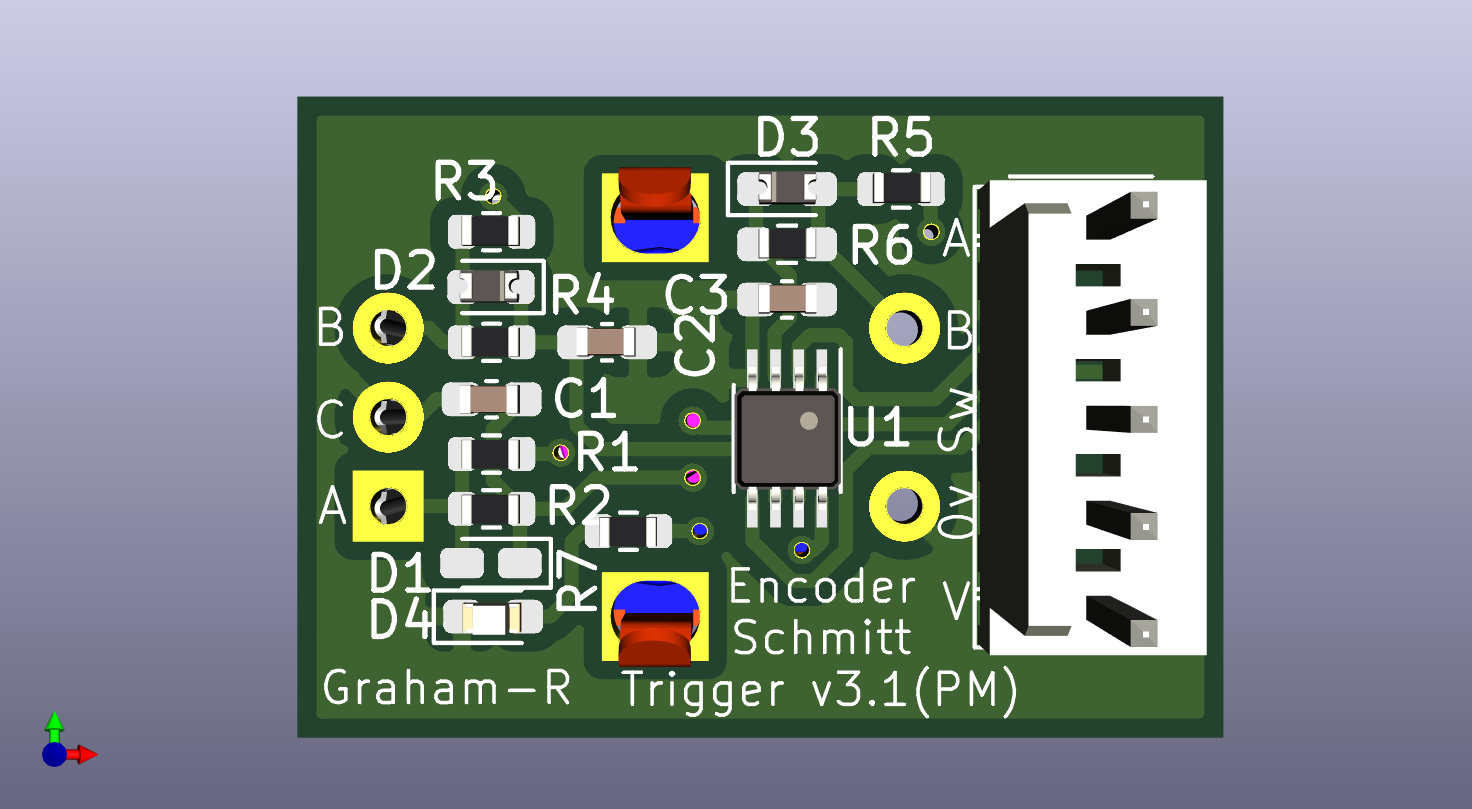 D3
R5
R3
A
R6
D2
R4
C3
B
B
C2
C1
C
Sw
U1
R1
A
R2
0v
D1
R7
Encoder
V
D4
Schmitt
Graham-R
Trigger v3.1(PM)